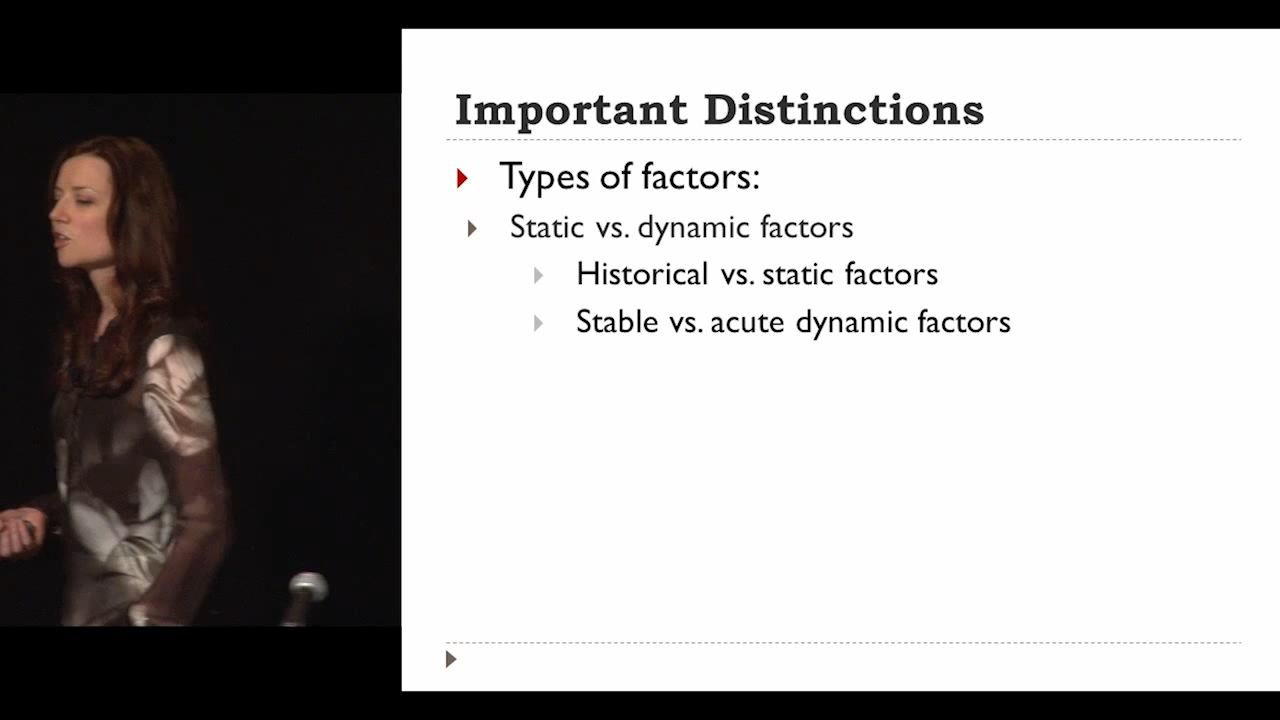 Important Distinctions
Types of factors:
Static vs. dynamic factors
Historical vs. static factors
Stable vs. acute dynamic factors